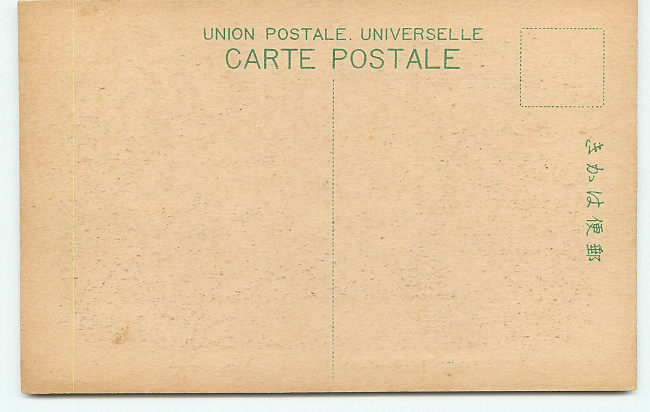 UNION POSTALE. UNIVERSELLE
CARTE POSTALE
きかは便郵